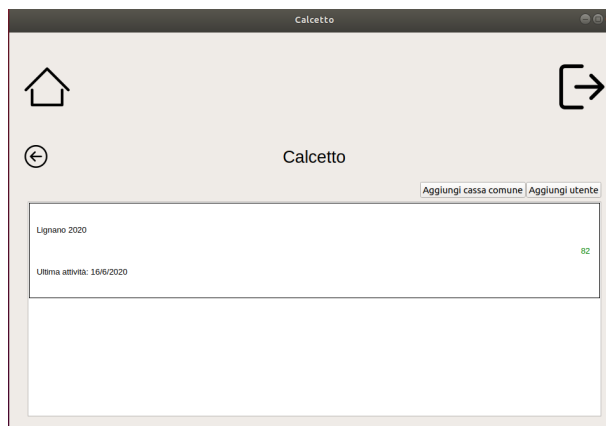 Calcetto
Calcetto
Aggiungi cassa comune Aggiungi utente
Lignano 2020
82
Ultima attività: 16/6/2020